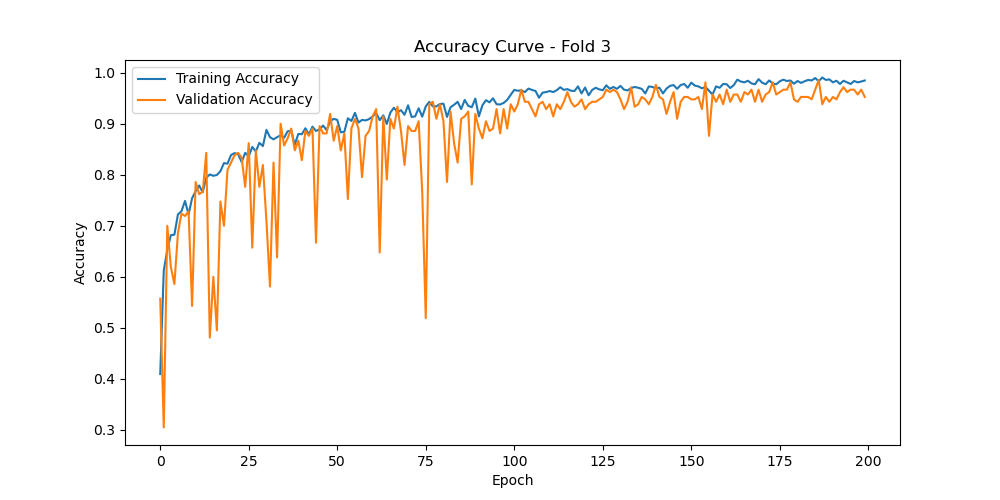 Accuracy Curve - Fold 3
Training Accuracy
Validation Accuracy
Accuracy
1.0
0.9
0.8
0.7
0.6
0.5
0.4
0.3
0 25 50 75 100 125 150 175 200
Epoch